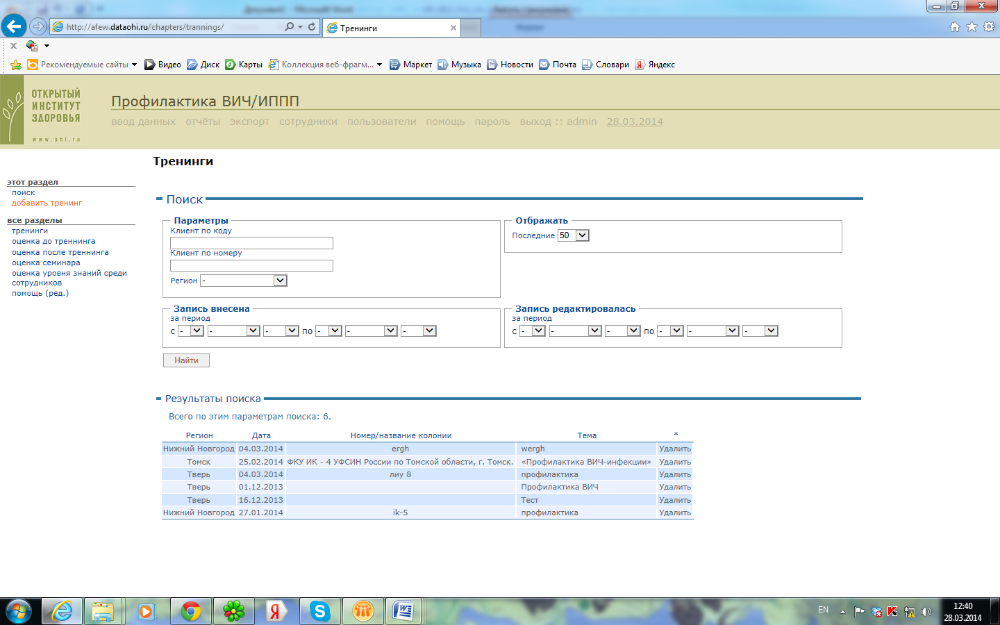 http://afew.dataohi.ru/chapters/trannings/
Тренинги
Рекомендуемые сайты Видео Диск Карты Коллекция веб-фрагм... Маркет Музыка Новости Почта Словари Яндекс
ОТКРЫТЫЙ
ИНСТИТУТ
ЗДОРОВЬЯ
www.ohi.ru
Профилактика ВИЧ/ИППП
ввод данных отчёты экспорт сотрудники пользователи помощь пароль выход :: admin 28.03.2014
Тренинги
этот раздел
поиск
добавить тренинг
все разделы
тренинги
оценка до треннинга
оценка после треннинга
оценка семинара
оценка уровня знаний среди
сотрудников
помощь (ред.)
Поиск
Параметры
Клиент по коду
Клиент по номеру
Регион -
Отбражать
Последние 50
Запись внесена
за период
с - - - по - - -
Запись редактировалась
за период
с - - - по - - -
Найти
Результаты поиска
Всего по этим параметрам поиска: 6.
Регион Дата Номер/название колонии Тема *
Нижний Новгород 04.03.2014 ergh wergh Удалить
Томск 25.02.2014 ФКУ ИК - 4 УФСИН России по Томской области, г. Томск. «Профилактика ВИЧ-инфекции» Удалить
Тверь 04.03.2014 лиу 8 профилактика Удалить
Тверь 01.12.2013 Профилактика ВИЧ Удалить
Тверь 16.12.2013 Тест Удалить
Нижний Новгород 27.01.2014 ik-5 профилактика Удалить
EN
12:40
28.03.2014